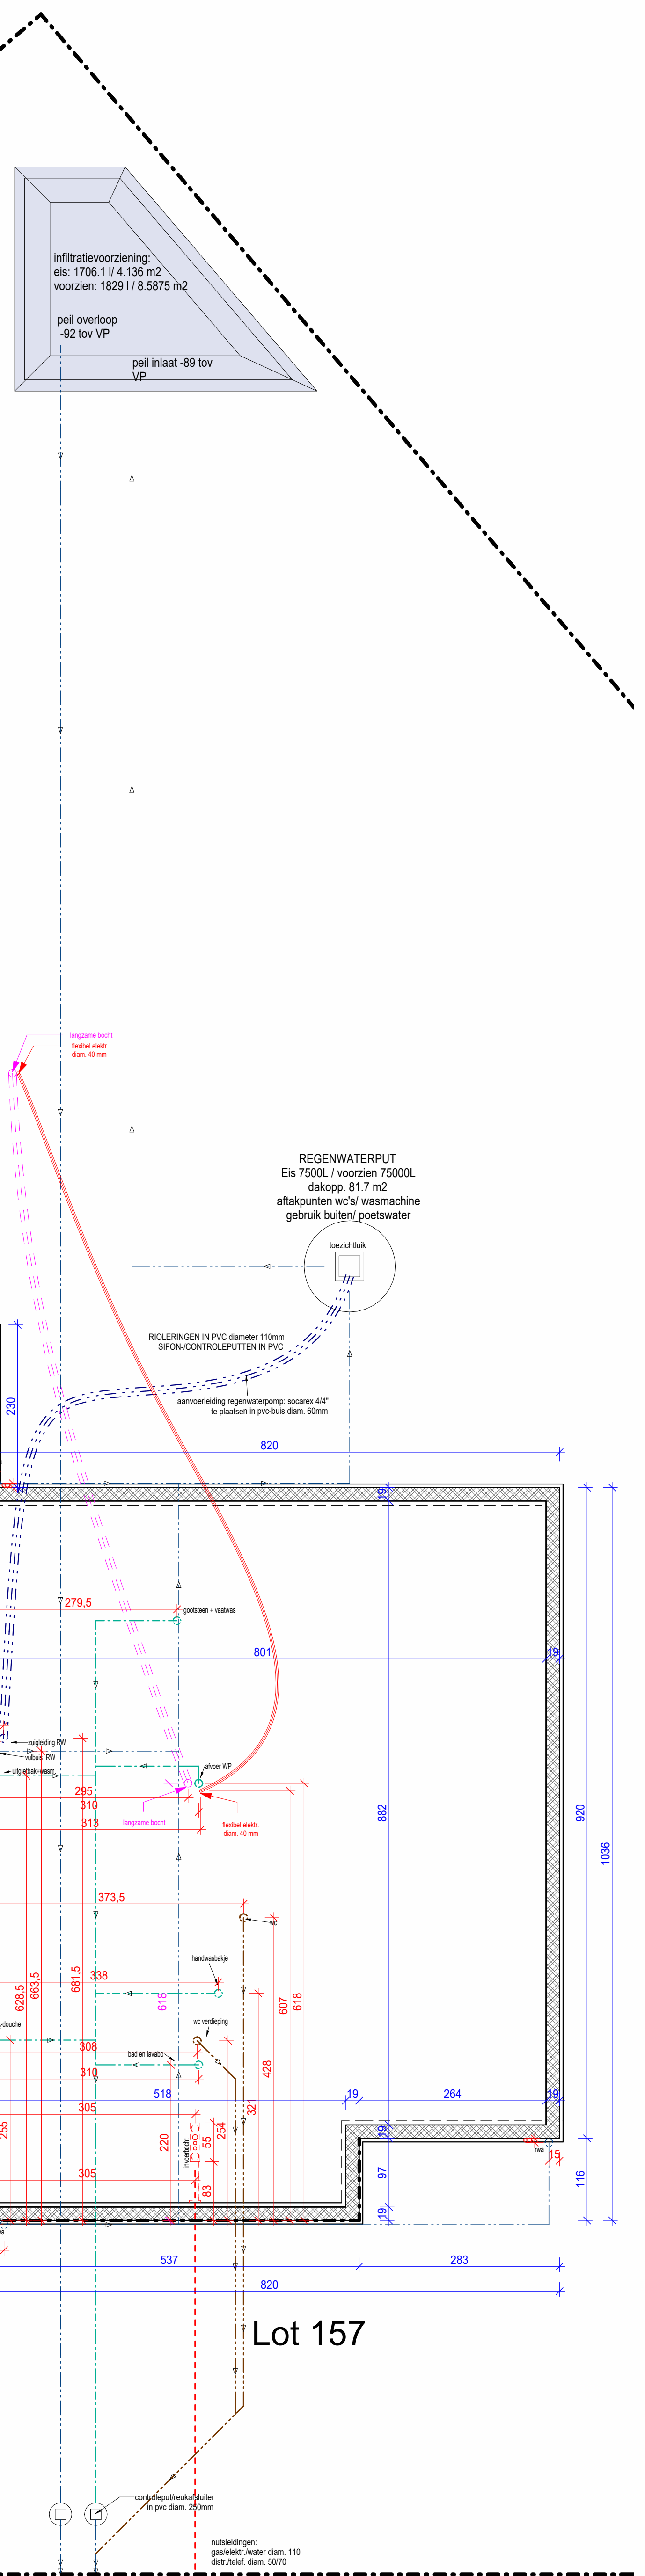 infiltratievoorziening:
eis: 1706.1 l/ 4.136 m2
voorzien: 1829 l / 8.5875 m2
peil overloop
-92 tov VP
peil inlaat -89 tov
VP
langzame bocht
flexibel elektr.
diam. 40 mm
REGENWATERPUT
Eis 7500L / voorzien 75000L
dakopp. 81.7 m2
aftakpunten wc's/ wasmachine
gebruik buiten/ poetswater
toezichtluik
RIOLERINGEN IN PVC diameter 110mm
SIFON-/CONTROLEPUTTEN IN PVC
aanvoerleiding regenwaterpomp: socarex 4/4"
te plaatsen in pvc-buis diam. 60mm
230
820
19
279,5
gootsteen + vaatwas
801
19
zuigleiding RW
vulbuis RW
uitgietbak+wasm.
afvoer WP
295
310
313
langzame bocht
flexibel elektr.
diam. 40 mm
882
920
1036
373,5
wc
handwasbakje
338
628,5
663,5
681,5
618
607
618
douche
wc verdieping
308
bad en lavabo
310
428
321
518
19
264
19
305
255
220
invoerbocht
55
254
19
rwa
15
305
83
97
116
19
537
283
820
Lot 157
controleput/reukafsluiter
in pvc diam. 250mm
nutsleidingen:
gas/elektr./water diam. 110
distr./telef. diam. 50/70